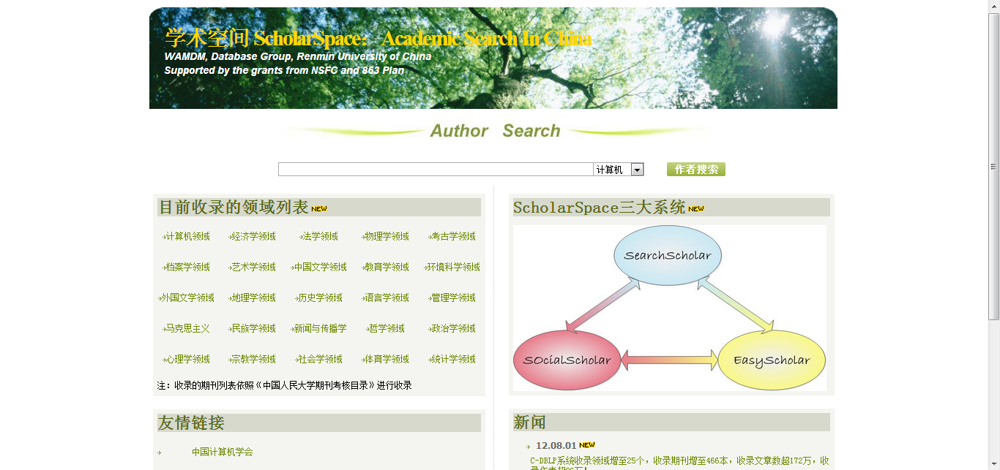 学术空间 ScholarSpace： Academic Search In China
WAMDM, Database Group, Renmin University of China
Supported by the grants from NSFC and 863 Plan
Author Search
计算机
作者搜索
目前收录的领域列表 NEW
计算机领域 经济学领域 法学领域 物理学领域 考古学领域
档案学领域 艺术学领域 中国文学领域 教育学领域 环境科学领域
外国文学领域 地理学领域 历史学领域 语言学领域 管理学领域
马克思主义 民族学领域 新闻与传播学 哲学领域 政治学领域
心理学领域 宗教学领域 社会学领域 体育学领域 统计学领域
注：收录的期刊列表依照《中国人民大学期刊考核目录》进行收录
ScholarSpace三大系统 NEW
SearchScholar
SOcialScholar
EasyScholar
友情链接
中国计算机学会
新闻
12.08.01 NEW
C-DBLP系统收录领域增至25个，收录期刊增至466本，收录文章数超172万，收